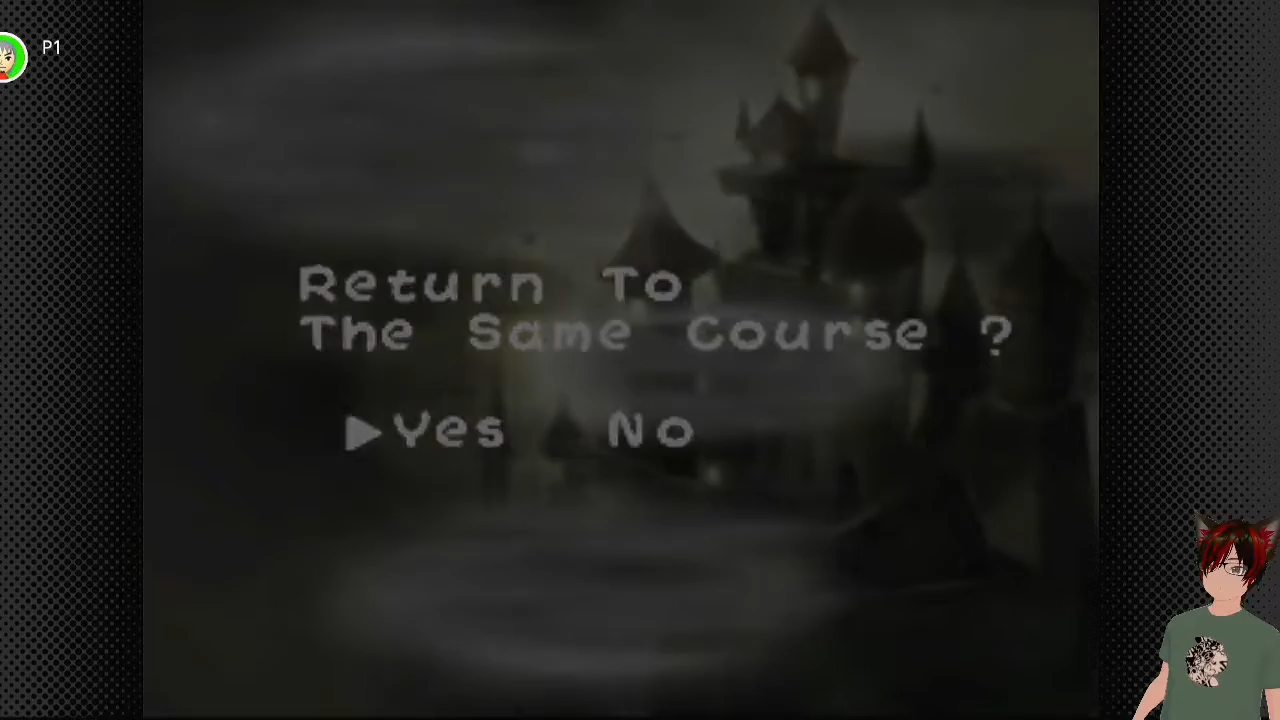 P1
Return To
The Same Course ?
▶Yes No